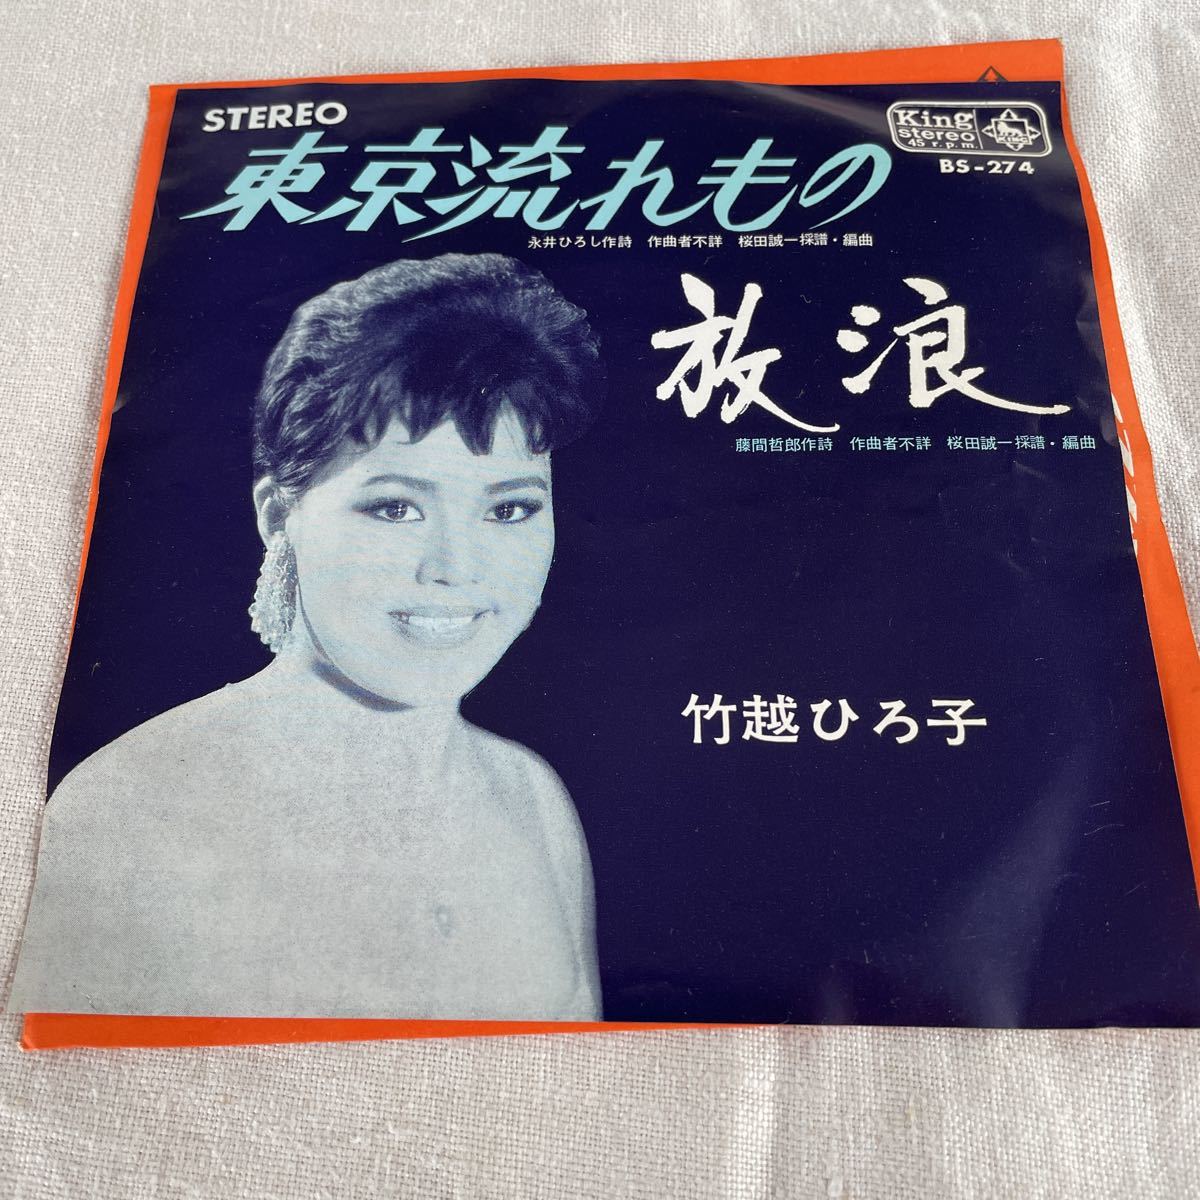 STEREO
King
stereo
45 r.p.m.
KING
BS-274
東京流れもの
永井ひろし作詩 作曲者不詳 桜田誠一採譜・編曲
放浪
藤間哲郎作詩 作曲者不詳 桜田誠一採譜・編曲
竹越ひろ子